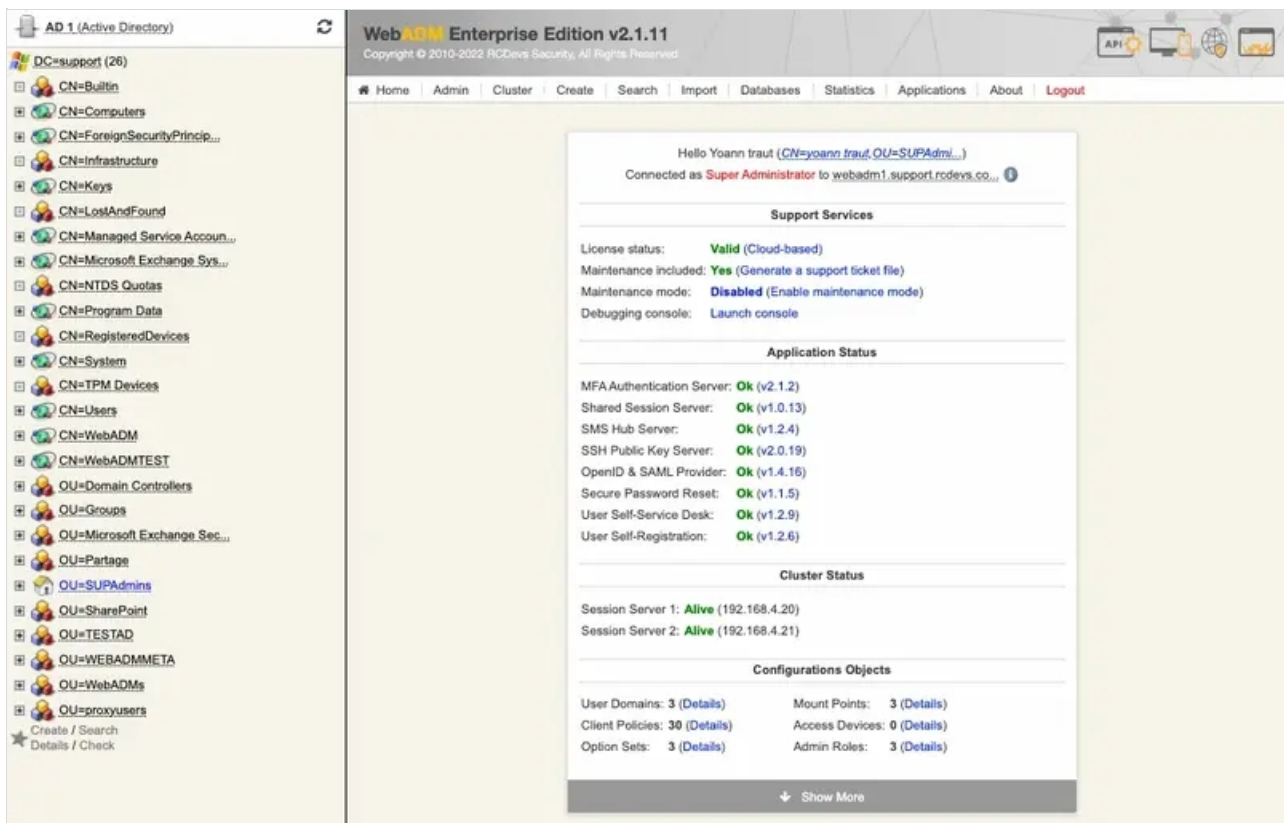 AD 1 (Active Directory)
DC=support (26)
CN=Builtin
CN=Computers
CN=ForeignSecurityPrincip...
CN=Infrastructure
CN=Keys
CN=LostAndFound
CN=Managed Service Accoun...
CN=Microsoft Exchange Sys...
CN=NTDS Quotas
CN=Program Data
CN=RegisteredDevices
CN=System
CN=TPM Devices
CN=Users
CN=WebADM
CN=WebADMTEST
OU=Domain Controllers
OU=Groups
OU=Microsoft Exchange Sec...
OU=Partage
OU=SUPAdmins
OU=SharePoint
OU=TESTAD
OU=WEBADMMETA
OU=WebADMs
OU=proxyusers
Create / Search
Details / Check
WebADM Enterprise Edition v2.1.11
Copyright © 2010-2022 RCDevs Security, All Rights Reserved
API
Home Admin Cluster Create Search Import Databases Statistics Applications About Logout
Hello Yoann traut (CN=yoann traut,OU=SUPAdmi...)
Connected as Super Administrator to webadm1.support.rcdevs.co...
Support Services
License status: Valid (Cloud-based)
Maintenance included: Yes (Generate a support ticket file)
Maintenance mode: Disabled (Enable maintenance mode)
Debugging console: Launch console
Application Status
MFA Authentication Server: Ok (v2.1.2)
Shared Session Server: Ok (v1.0.13)
SMS Hub Server: Ok (v1.2.4)
SSH Public Key Server: Ok (v2.0.19)
OpenID & SAML Provider: Ok (v1.4.16)
Secure Password Reset: Ok (v1.1.5)
User Self-Service Desk: Ok (v1.2.9)
User Self-Registration: Ok (v1.2.6)
Cluster Status
Session Server 1: Alive (192.168.4.20)
Session Server 2: Alive (192.168.4.21)
Configurations Objects
User Domains: 3 (Details) Mount Points: 3 (Details)
Client Policies: 30 (Details) Access Devices: 0 (Details)
Option Sets: 3 (Details) Admin Roles: 3 (Details)
Show More